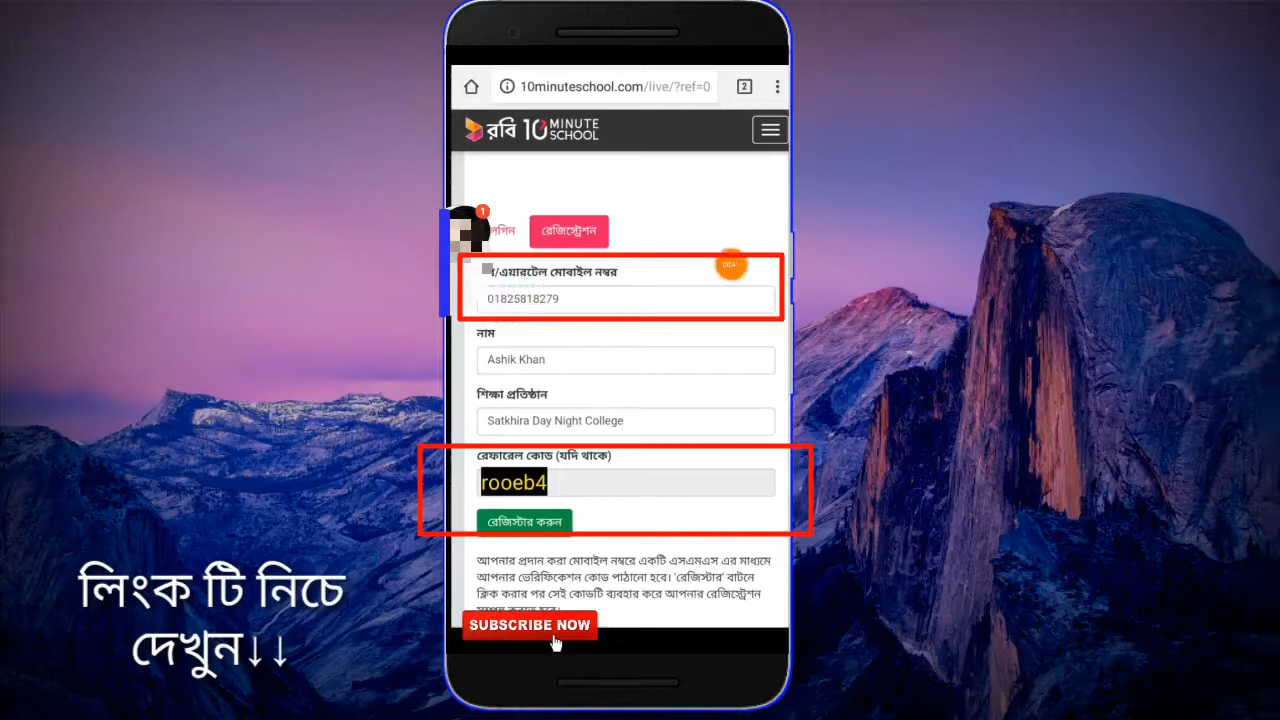 10minuteschool.com/live/?ref=0
2
রবি 10 MINUTE SCHOOL
1
রেজিস্ট্রেশন
/এয়ারটেল মোবাইল নম্বর
01825818279
নাম
Ashik Khan
শিক্ষা প্রতিষ্ঠান
Satkhira Day Night College
রেফারেল কোড (যদি থাকে)
rooeb4
রেজিস্টার করুন
আপনার প্রদান করা মোবাইল নম্বরে একটি এসএমএস এর মাধ্যমে
আপনার ভেরিফিকেশন কোড পাঠানো হবে। 'রেজিস্টার' বাটনে
ক্লিক করার পর সেই কোডটি ব্যবহার করে আপনার রেজিস্ট্রেশন
SUBSCRIBE NOW
লিংক টি নিচে
দেখুন↓↓